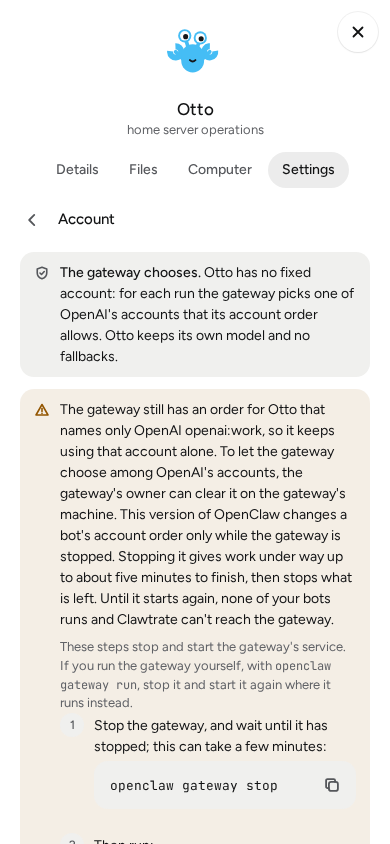 Otto
home server operations
Details Files Computer Settings
Account
The gateway chooses. Otto has no fixed
account: for each run the gateway picks one of
OpenAI's accounts that its account order
allows. Otto keeps its own model and no
fallbacks.
The gateway still has an order for Otto that
names only OpenAI openai:work, so it keeps
using that account alone. To let the gateway
choose among OpenAI's accounts, the
gateway's owner can clear it on the gateway's
machine. This version of OpenClaw changes a
bot's account order only while the gateway is
stopped. Stopping it gives work under way up
to about five minutes to finish, then stops what
is left. Until it starts again, none of your bots
runs and Clawtrate can't reach the gateway.
These steps stop and start the gateway's service.
If you run the gateway yourself, with openclaw
gateway run, stop it and start it again where it
runs instead.
1 Stop the gateway, and wait until it has
stopped; this can take a few minutes:
openclaw gateway stop
2 Then run: